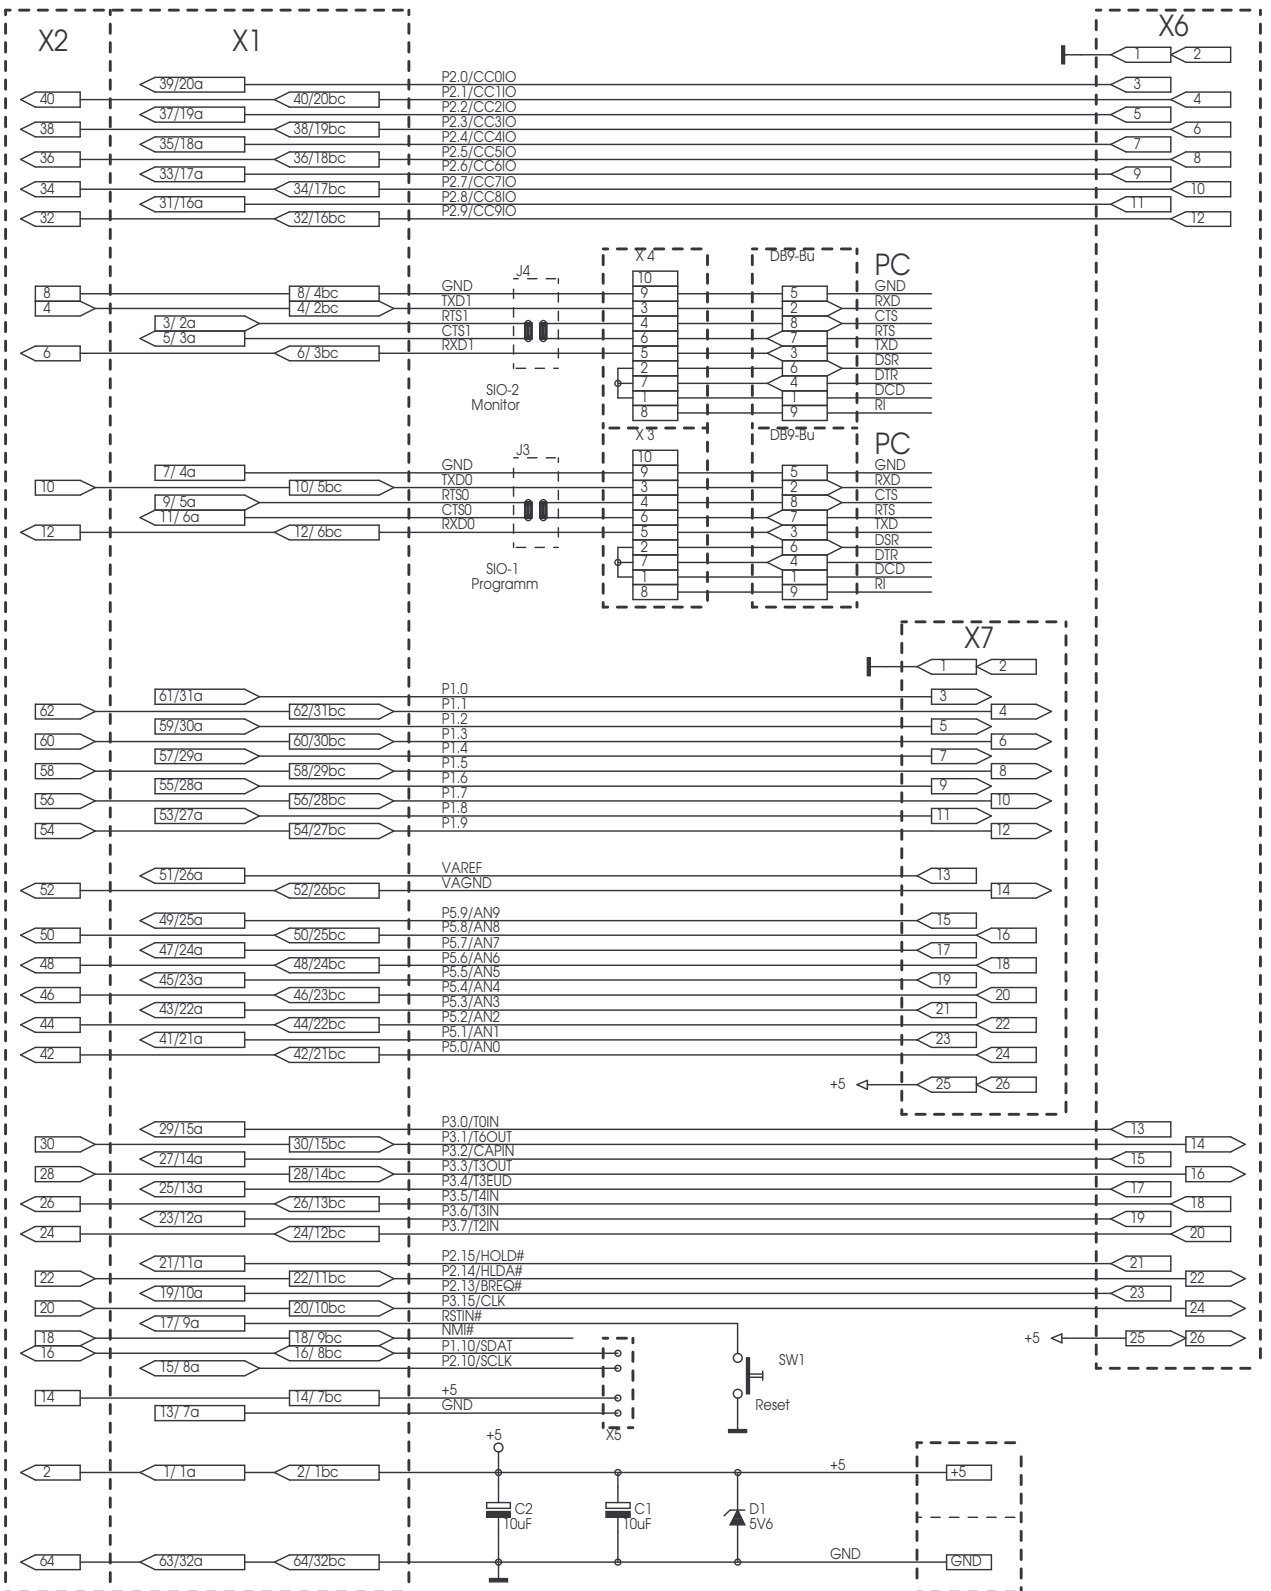 X2 X1 X6
1 2
39/20a P2.0/CC0IO 3
40 40/20bc P2.1/CC1IO 4
37/19a P2.2/CC2IO 5
38 38/19bc P2.3/CC3IO 6
35/18a P2.4/CC4IO 7
36 36/18bc P2.5/CC5IO 8
33/17a P2.6/CC6IO 9
34 34/17bc P2.7/CC7IO 10
31/16a P2.8/CC8IO 11
32 32/16bc P2.9/CC9IO 12
X 4 DB9-Bu PC
J4 10
8 8/ 4bc GND 9 5 GND
4 4/ 2bc TXD1 3 2 RXD
3/ 2a RTS1 4 8 CTS
5/ 3a CTS1 6 7 RTS
6 6/ 3bc RXD1 5 3 TXD
2 6 DSR
7 4 DTR
SIO-2 1 1 DCD
Monitor 8 9 RI
X 3 DB9-Bu PC
J3 10
7/ 4a GND 9 5 GND
10 10/ 5bc TXD0 3 2 RXD
9/ 5a RTS0 4 8 CTS
11/ 6a CTS0 6 7 RTS
12 12/ 6bc RXD0 5 3 TXD
2 6 DSR
7 4 DTR
SIO-1 1 1 DCD
Programm 8 9 RI
X7
1 2
61/31a P1.0 3
62 62/31bc P1.1 4
59/30a P1.2 5
60 60/30bc P1.3 6
57/29a P1.4 7
58 58/29bc P1.5 8
55/28a P1.6 9
56 56/28bc P1.7 10
53/27a P1.8 11
54 54/27bc P1.9 12
51/26a VAREF 13
52 52/26bc VAGND 14
49/25a P5.9/AN9 15
50 50/25bc P5.8/AN8 16
47/24a P5.7/AN7 17
48 48/24bc P5.6/AN6 18
45/23a P5.5/AN5 19
46 46/23bc P5.4/AN4 20
43/22a P5.3/AN3 21
44 44/22bc P5.2/AN2 22
41/21a P5.1/AN1 23
42 42/21bc P5.0/AN0 24
+5 25 26
29/15a P3.0/T0IN 13
30 30/15bc P3.1/T6OUT 14
27/14a P3.2/CAPIN 15
28 28/14bc P3.3/T3OUT 16
25/13a P3.4/T3EUD 17
26 26/13bc P3.5/T4IN 18
23/12a P3.6/T3IN 19
24 24/12bc P3.7/T2IN 20
21/11a P2.15/HOLD# 21
22 22/11bc P2.14/HLDA# 22
19/10a P2.13/BREQ# 23
20 20/10bc P3.15/CLK 24
17/ 9a RSTIN#
18 18/ 9bc NMI# +5 25 26
16 16/ 8bc P1.10/SDAT
15/ 8a P2.10/SCLK SW1
14 14/ 7bc +5 Reset
13/ 7a GND
X5
+5
2 1/ 1a 2/ 1bc +5 +5
C2 C1 D1
10uF 10uF 5V6
64 63/32a 64/32bc GND GND